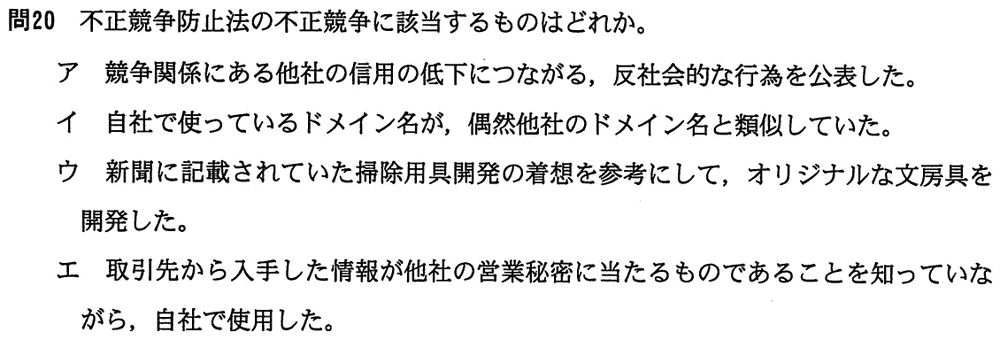 問20　不正競争防止法の不正競争に該当するものはどれか。
ア　競争関係にある他社の信用の低下につながる，反社会的な行為を公表した。
イ　自社で使っているドメイン名が，偶然他社のドメイン名と類似していた。
ウ　新聞に記載されていた掃除用具開発の着想を参考にして，オリジナルな文房具を
開発した。
エ　取引先から入手した情報が他社の営業秘密に当たるものであることを知っていな
がら，自社で使用した。